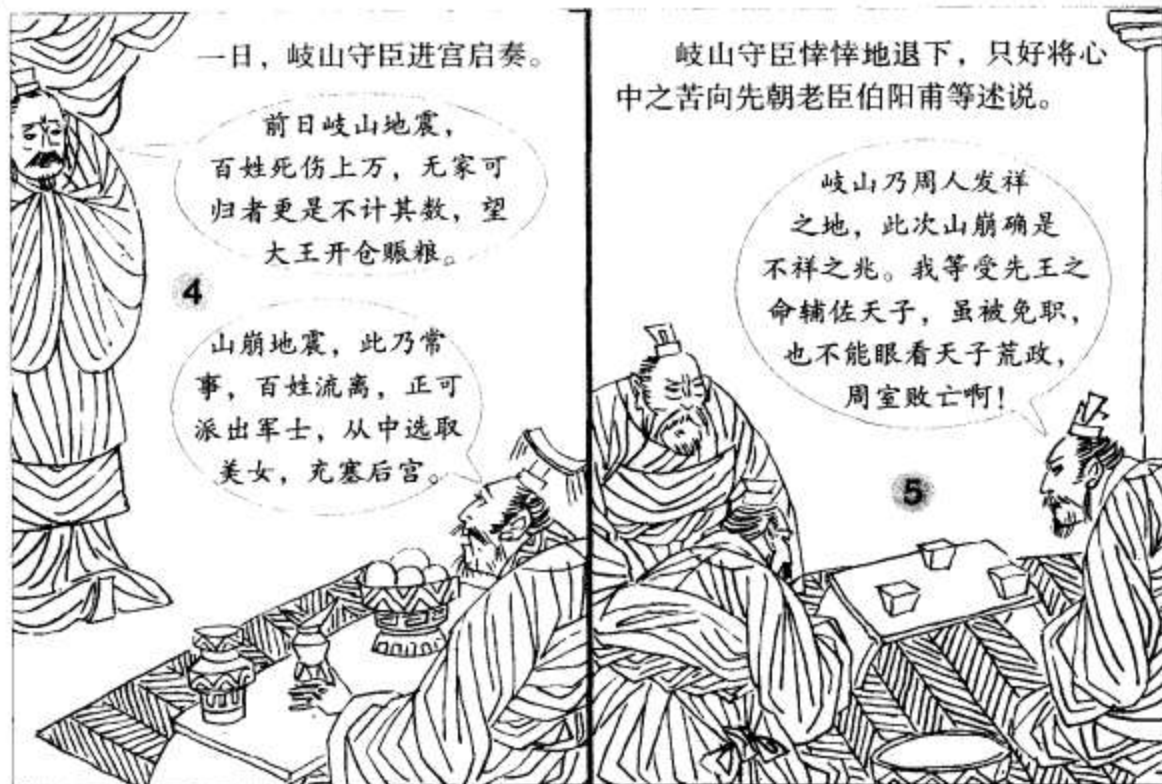 一日，岐山守臣进宫启奏。
前日岐山地震，
百姓死伤上万，无家可
归者更是不计其数，望
大王开仓赈粮。
4
山崩地震，此乃常
事，百姓流离，正可
派出军士，从中选取
美女，充塞后宫。
岐山守臣悻悻地退下，只好将心
中之苦向先朝老臣伯阳甫等述说。
岐山乃周人发祥
之地，此次山崩确是
不祥之兆。我等受先王之
命辅佐天子，虽被免职，
也不能眼看天子荒政，
周室败亡啊！
5